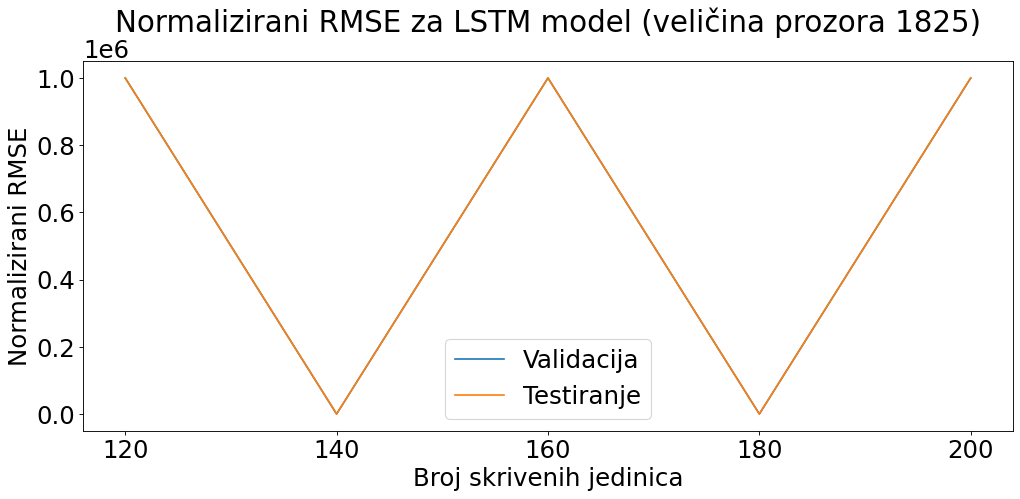 Normalizirani RMSE za LSTM model (veličina prozora 1825)
1e6
1.0
0.8
0.6
0.4
0.2
0.0
Normalizirani RMSE
Validacija
Testiranje
120 140 160 180 200
Broj skrivenih jedinica